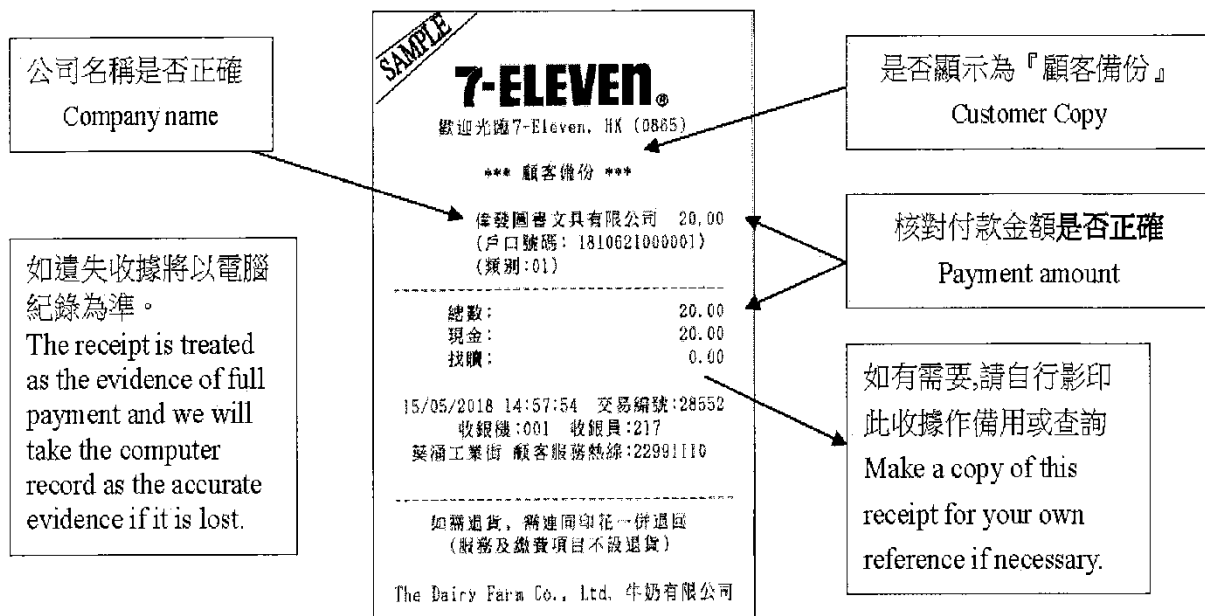 公司名稱是否正確
Company name
如遺失收據將以電腦
紀錄為準。
The receipt is treated
as the evidence of full
payment and we will
take the computer
record as the accurate
evidence if it is lost.
SAMPLE
7-ELEVEn®
歡迎光臨7-Eleven, HK (0865)
*** 顧客備份 ***
偉發圖書文具有限公司 20.00
(戶口號碼: 1810621000001)
(類別:01)
總數: 20.00
現金: 20.00
找贖: 0.00
15/05/2018 14:57:54 交易編號:28552
收銀機:001 收銀員:217
葵涌工業街 顧客服務熱線:22991110
如需退貨, 需連同印花一併退回
(服務及繳費項目不設退貨)
The Dairy Farm Co., Ltd. 牛奶有限公司
是否顯示為『顧客備份』
Customer Copy
核對付款金額是否正確
Payment amount
如有需要,請自行影印
此收據作備用或查詢
Make a copy of this
receipt for your own
reference if necessary.